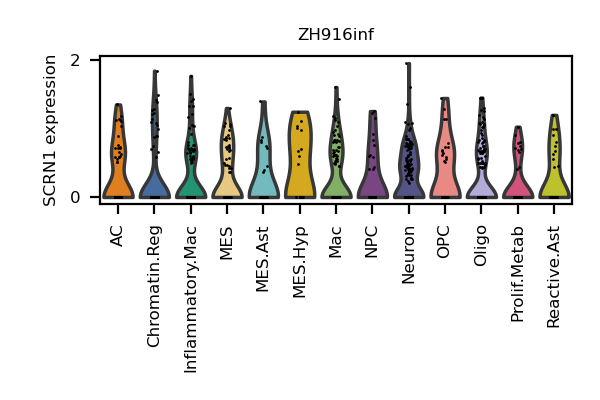 ZH916inf
SCRN1 expression
2
0
AC
Chromatin.Reg
Inflammatory.Mac
MES
MES.Ast
MES.Hyp
Mac
NPC
Neuron
OPC
Oligo
Prolif.Metab
Reactive.Ast